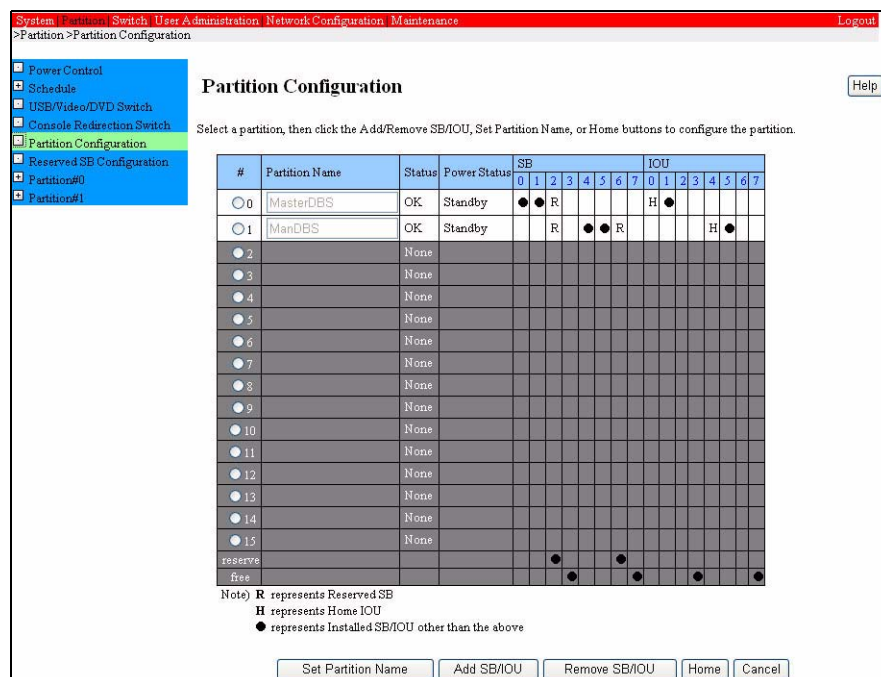 System | Partition | Switch | User Administration | Network Configuration | Maintenance Logout
>Partition >Partition Configuration
Power Control
Schedule
USB/Video/DVD Switch
Console Redirection Switch
Partition Configuration
Reserved SB Configuration
Partition#0
Partition#1
Partition Configuration
Help
Select a partition, then click the Add/Remove SB/IOU, Set Partition Name, or Home buttons to configure the partition.
# Partition Name Status Power Status SB IOU
0 1 2 3 4 5 6 7 0 1 2 3 4 5 6 7
0 MasterDBS OK Standby ● ● R H ●
1 ManDBS OK Standby R ● ● R H ●
2 None
3 None
4 None
5 None
6 None
7 None
8 None
9 None
10 None
11 None
12 None
13 None
14 None
15 None
reserve ● ●
free ● ● ● ●
Note) R represents Reserved SB
H represents Home IOU
● represents Installed SB/IOU other than the above
Set Partition Name Add SB/IOU Remove SB/IOU Home Cancel